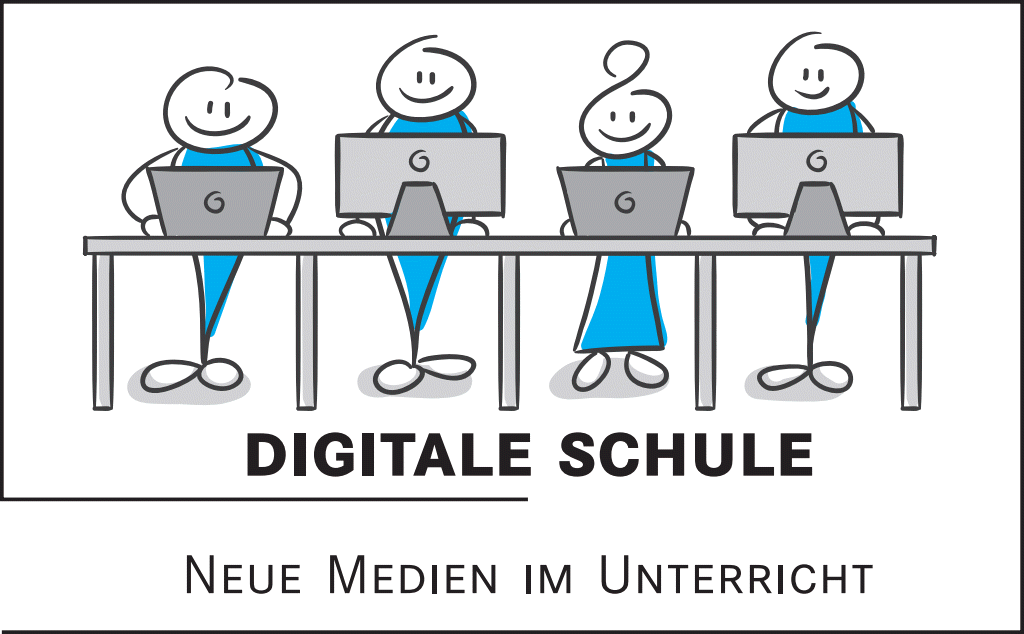 DIGITALE SCHULE
NEUE MEDIEN IM UNTERRICHT